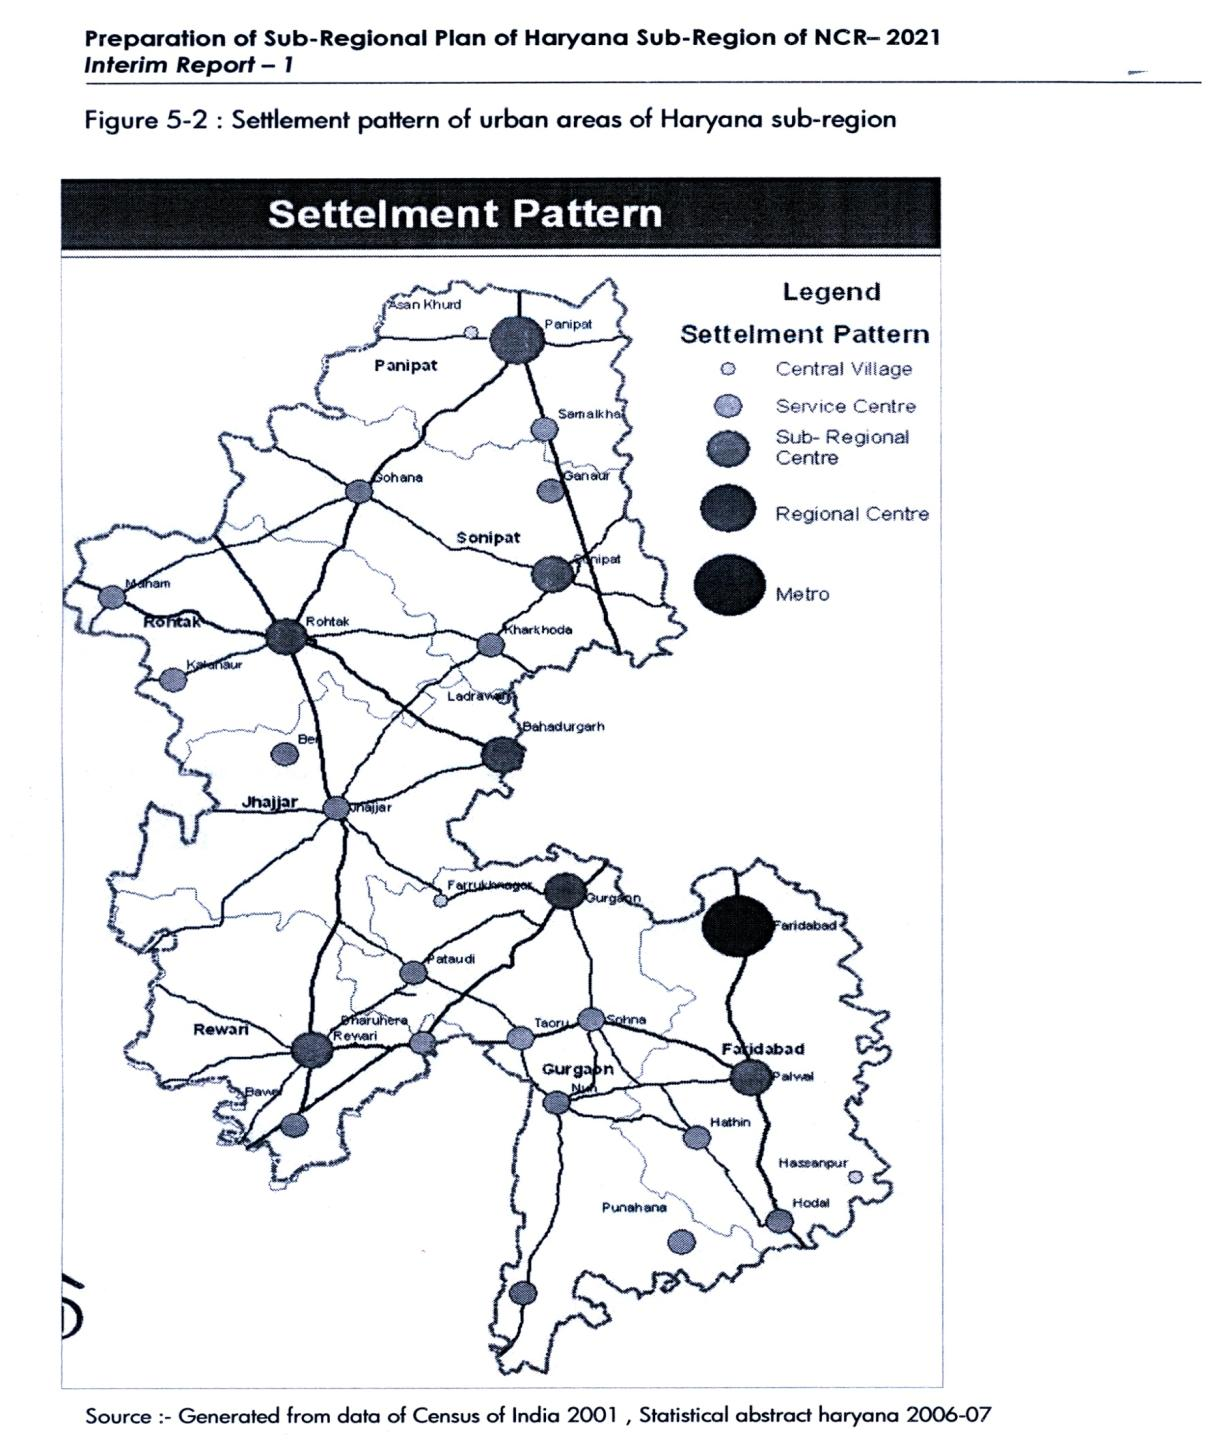 Preparation of Sub-Regional Plan of Haryana Sub-Region of NCR– 2021
Interim Report – 1
Figure 5-2 : Settlement pattern of urban areas of Haryana sub-region
Settelment Pattern
Legend
Settelment Pattern
Central Village
Service Centre
Sub- Regional
Centre
Regional Centre
Metro
Asan Khurd
Panipat
Panipat
Samalkha
Gohana
Ganaur
Sonipat
Sonipat
Maham
Rohtak
Rohtak
Kharkhoda
Kalanaur
Bahadurgarh
Jhajjar
Jhajjar
Farrukhnagar
Gurgaon
Faridabad
Pataudi
Rewari
Dharuhera
Rewari
Taoru
Sohna
Faridabad
Gurgaon
Palwal
Nuh
Hathin
Hassanpur
Punahana
Hodal
Source :- Generated from data of Census of India 2001 , Statistical abstract haryana 2006-07